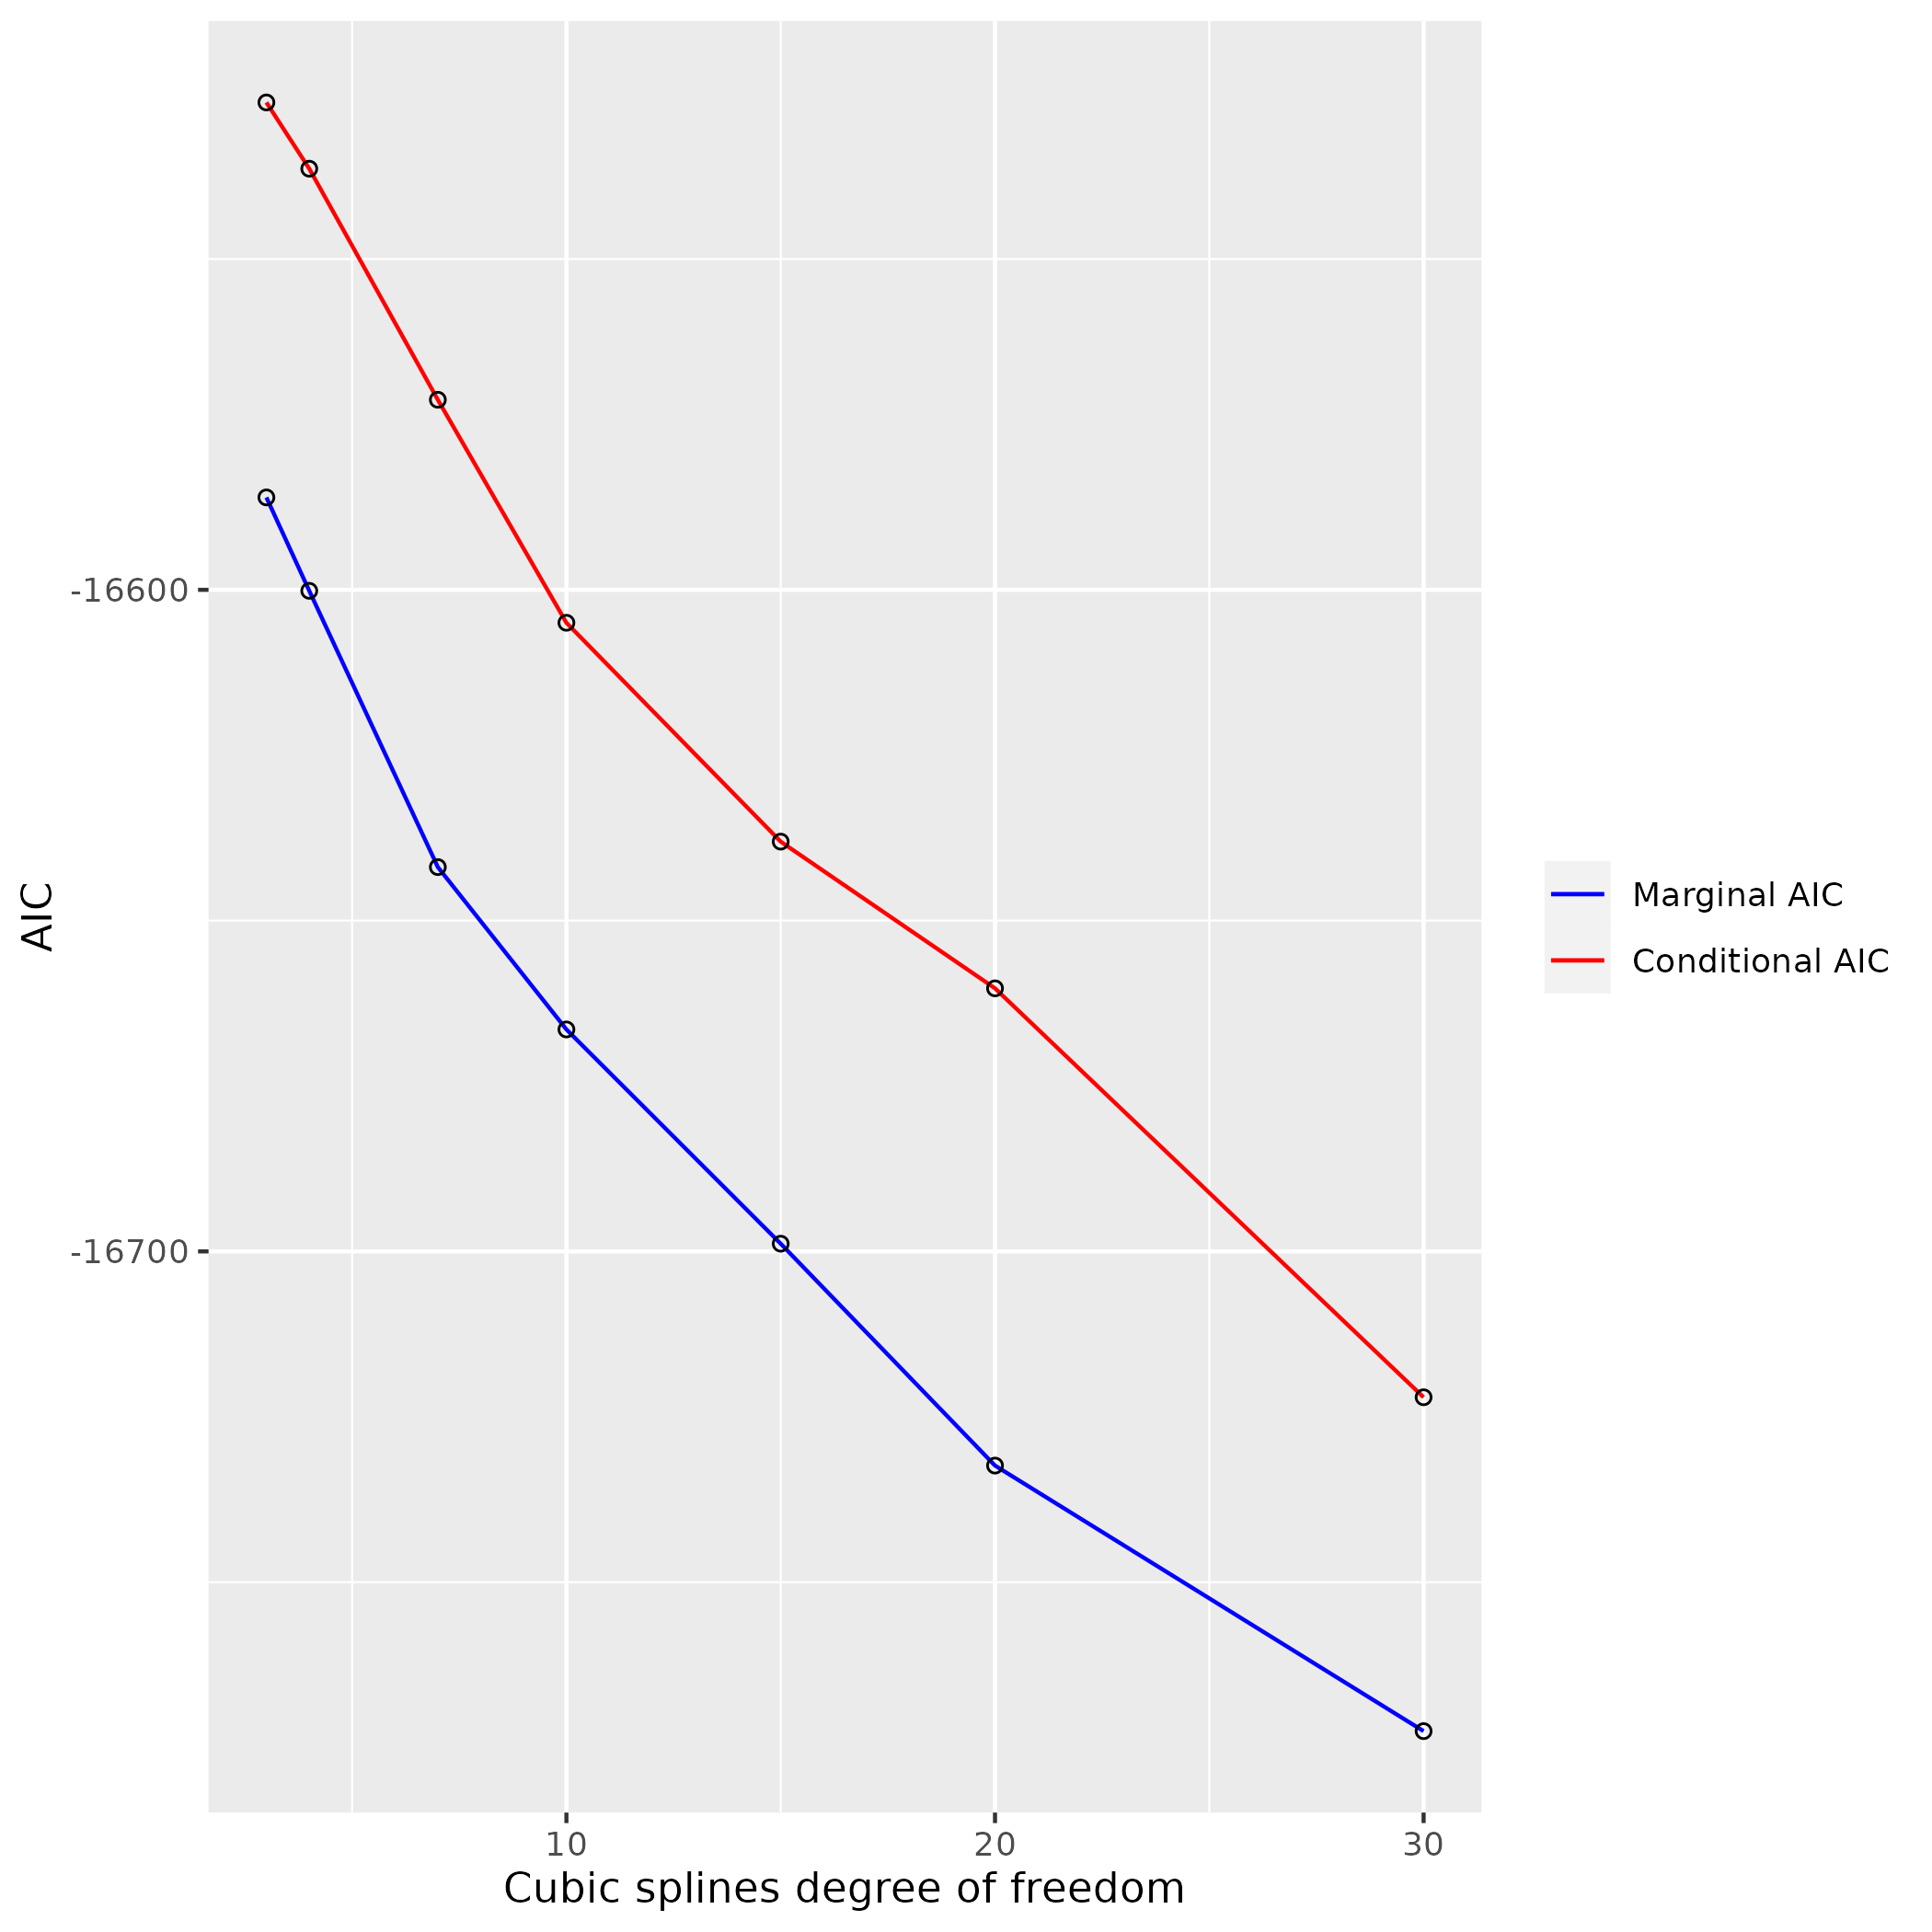 AIC
-16600
-16700
10 20 30
Cubic splines degree of freedom
Marginal AIC
Conditional AIC